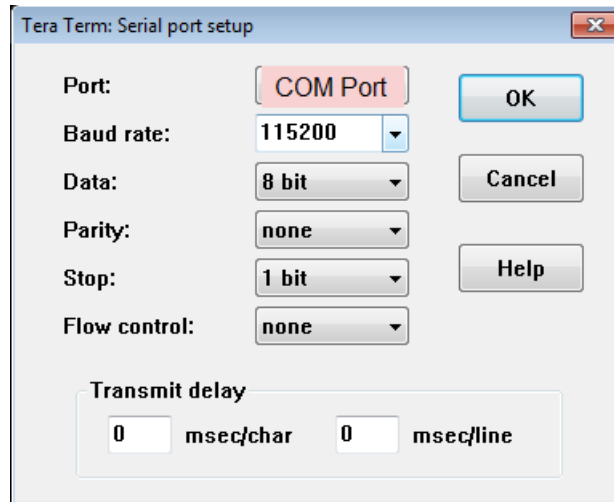 Tera Term: Serial port setup
Port: COM Port OK
Baud rate: 115200
Data: 8 bit Cancel
Parity: none
Stop: 1 bit Help
Flow control: none
Transmit delay
0 msec/char 0 msec/line